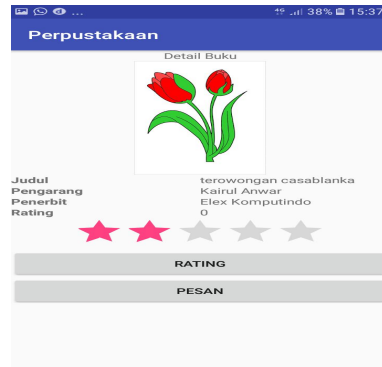 ... 4G 38% 15:37
Perpustakaan
Detail Buku
Judul terowongan casablanka
Pengarang Kairul Anwar
Penerbit Elex Komputindo
Rating 0
RATING
PESAN